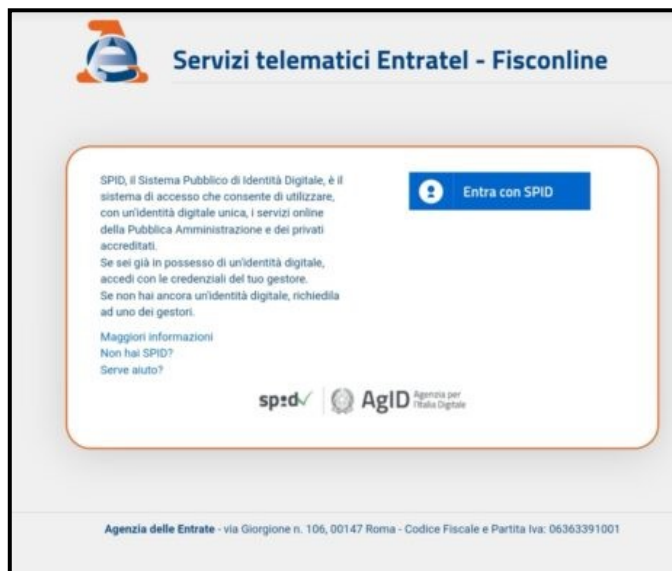 Servizi telematici Entratel - Fisconline
SPID, il Sistema Pubblico di Identità Digitale, è il
sistema di accesso che consente di utilizzare,
con un'identità digitale unica, i servizi online
della Pubblica Amministrazione e dei privati
accreditati.
Se sei già in possesso di un'identità digitale,
accedi con le credenziali del tuo gestore.
Se non hai ancora un'identità digitale, richiedila
ad uno dei gestori.
Maggiori informazioni
Non hai SPID?
Serve aiuto?
Entra con SPID
spid
AgID
Agenzia per
l'Italia Digitale
Agenzia delle Entrate - via Giorgione n. 106, 00147 Roma - Codice Fiscale e Partita Iva: 06363391001